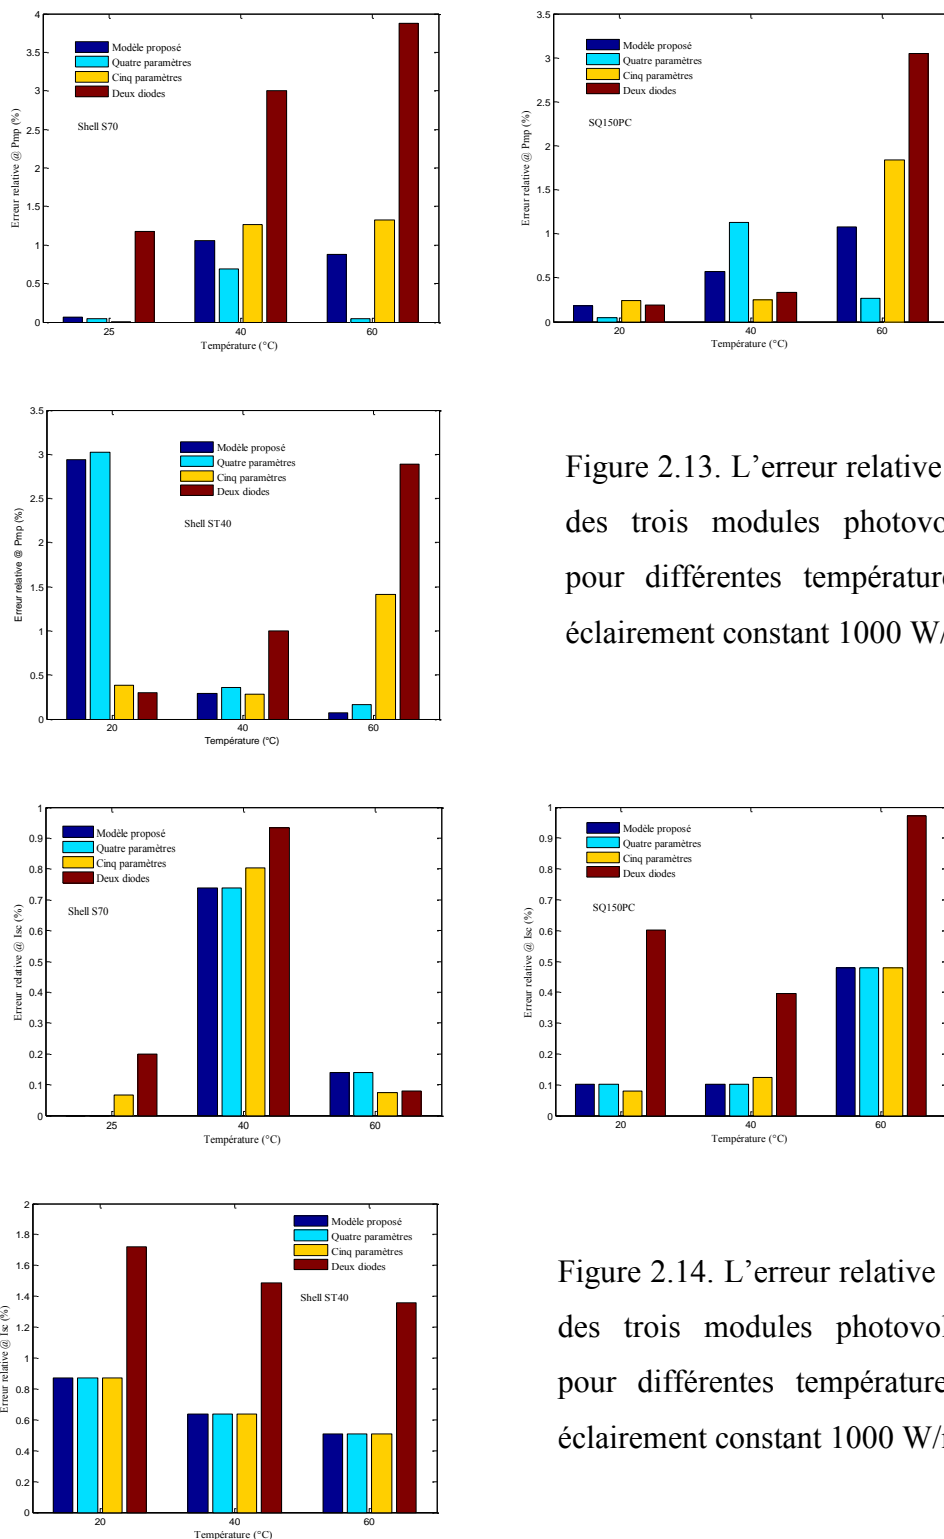 4
3.5
3
2.5
2
1.5
1
0.5
0
Erreur relative @ Pmp (%)
Modèle proposé
Quatre paramètres
Cinq paramètres
Deux diodes
Shell S70
25
40
60
Température (°C)
3.5
3
2.5
2
1.5
1
0.5
0
Erreur relative @ Pmp (%)
Modèle proposé
Quatre paramètres
Cinq paramètres
Deux diodes
SQ150PC
20
40
60
Température (°C)
3.5
3
2.5
2
1.5
1
0.5
0
Erreur relative @ Pmp (%)
Modèle proposé
Quatre paramètres
Cinq paramètres
Deux diodes
Shell ST40
20
40
60
Température (°C)
Figure 2.13. L’erreur relative
des trois modules photovo
pour différentes température
éclairement constant 1000 W/
1
0.9
0.8
0.7
0.6
0.5
0.4
0.3
0.2
0.1
0
Erreur relative @ Isc (%)
Modèle proposé
Quatre paramètres
Cinq paramètres
Deux diodes
Shell S70
25
40
60
Température (°C)
1
0.9
0.8
0.7
0.6
0.5
0.4
0.3
0.2
0.1
0
Erreur relative @ Isc (%)
Modèle proposé
Quatre paramètres
Cinq paramètres
Deux diodes
SQ150PC
20
40
60
Température (°C)
2
1.8
1.6
1.4
1.2
1
0.8
0.6
0.4
0.2
0
Erreur relative @ Isc (%)
Modèle proposé
Quatre paramètres
Cinq paramètres
Deux diodes
Shell ST40
20
40
60
Température (°C)
Figure 2.14. L’erreur relative
des trois modules photovol
pour différentes température
éclairement constant 1000 W/